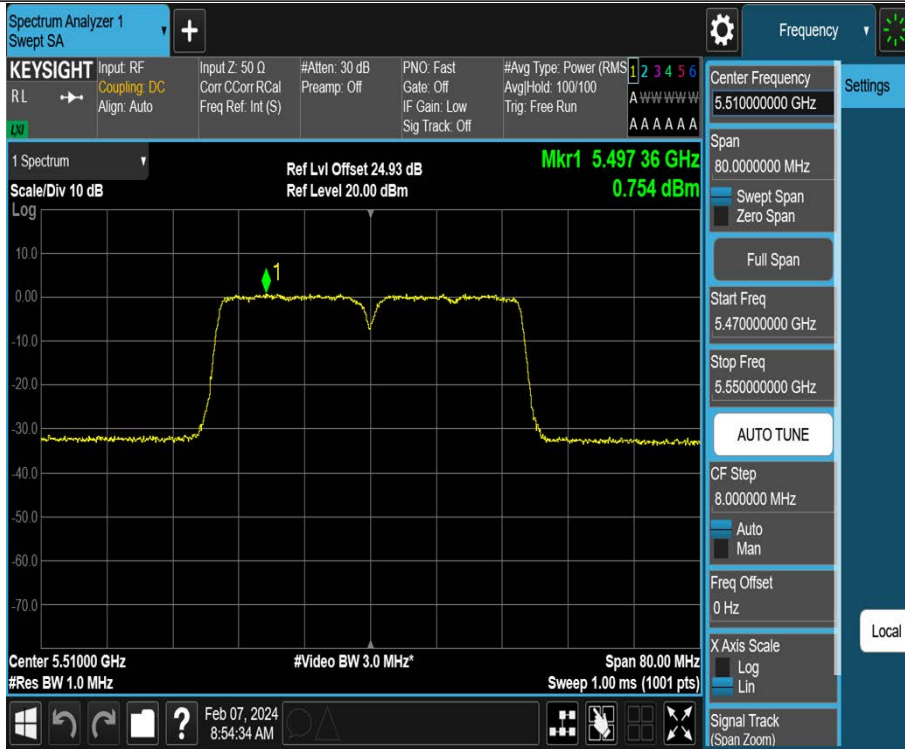 Spectrum Analyzer 1
Swept SA
+
Frequency
KEYSIGHT
R L
LXI
Input: RF
Coupling: DC
Align: Auto
Input Z: 50 Ω
Corr CCorr RCal
Freq Ref: Int (S)
#Atten: 30 dB
Preamp: Off
PNO: Fast
Gate: Off
IF Gain: Low
Sig Track: Off
#Avg Type: Power (RMS
Avg|Hold: 100/100
Trig: Free Run
1 2 3 4 5 6
A W W W W W
A A A A A A
1 Spectrum
Scale/Div 10 dB
Log
Ref Lvl Offset 24.93 dB
Ref Level 20.00 dBm
Mkr1 5.497 36 GHz
0.754 dBm
1
10.0
0.00
-10.0
-20.0
-30.0
-40.0
-50.0
-60.0
-70.0
Center 5.51000 GHz
#Res BW 1.0 MHz
#Video BW 3.0 MHz*
Span 80.00 MHz
Sweep 1.00 ms (1001 pts)
?
Feb 07, 2024
8:54:34 AM
Center Frequency
5.510000000 GHz
Span
80.0000000 MHz
Swept Span
Zero Span
Full Span
Start Freq
5.470000000 GHz
Stop Freq
5.550000000 GHz
AUTO TUNE
CF Step
8.000000 MHz
Auto
Man
Freq Offset
0 Hz
X Axis Scale
Log
Lin
Signal Track
(Span Zoom)
Settings
Local